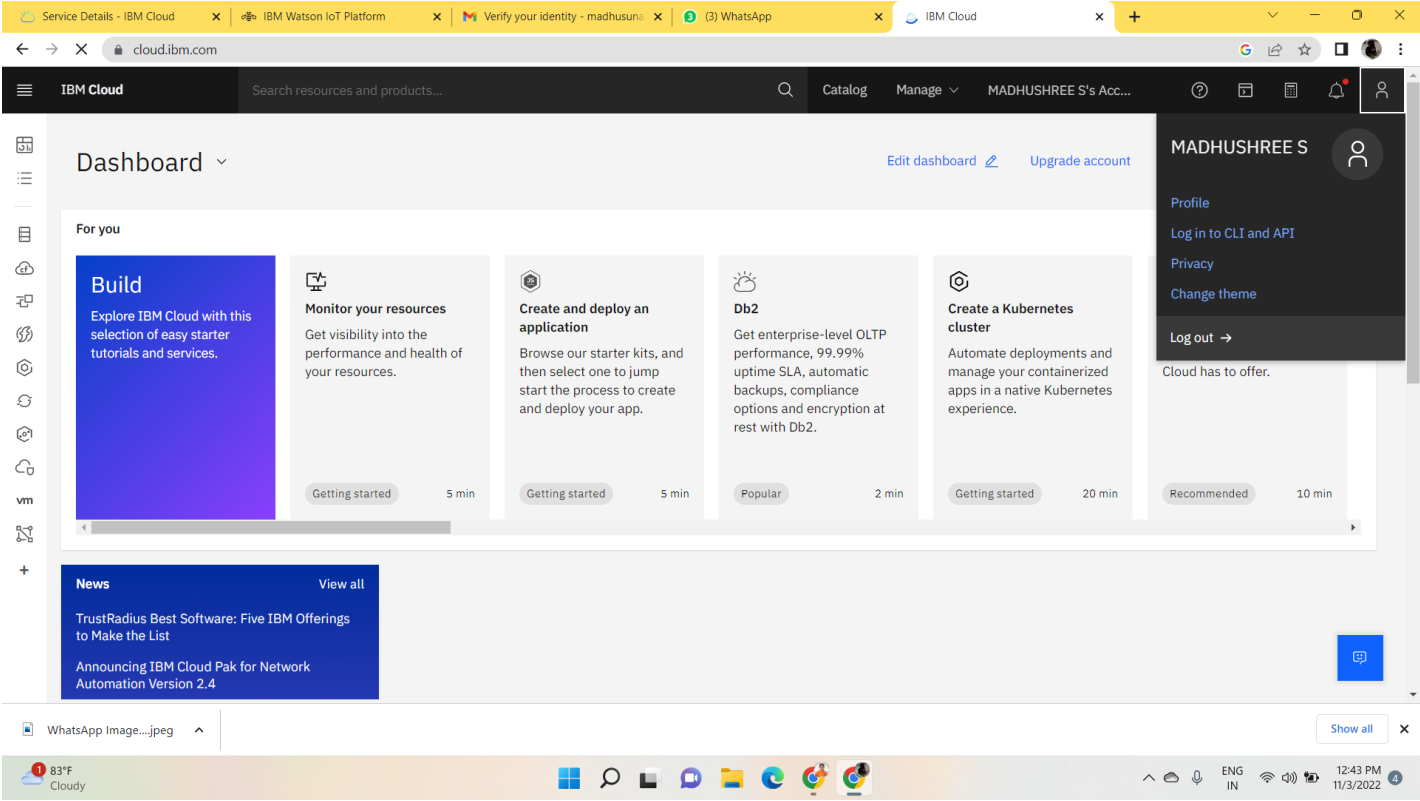 Service Details - IBM Cloud
IBM Watson IoT Platform
Verify your identity - madhusuna
(3) WhatsApp
IBM Cloud
cloud.ibm.com
IBM Cloud
Search resources and products...
Catalog
Manage
MADHUSHREE S's Acc...
MADHUSHREE S
Profile
Log in to CLI and API
Privacy
Change theme
Log out →
Dashboard
Edit dashboard
Upgrade account
For you
Build
Explore IBM Cloud with this
selection of easy starter
tutorials and services.
Monitor your resources
Get visibility into the
performance and health of
your resources.
Getting started
5 min
Create and deploy an
application
Browse our starter kits, and
then select one to jump
start the process to create
and deploy your app.
Getting started
5 min
Db2
Get enterprise-level OLTP
performance, 99.99%
uptime SLA, automatic
backups, compliance
options and encryption at
rest with Db2.
Popular
2 min
Create a Kubernetes
cluster
Automate deployments and
manage your containerized
apps in a native Kubernetes
experience.
Getting started
20 min
Cloud has to offer.
Recommended
10 min
vm
News
View all
TrustRadius Best Software: Five IBM Offerings
to Make the List
Announcing IBM Cloud Pak for Network
Automation Version 2.4
WhatsApp Image....jpeg
Show all
1
83°F
Cloudy
ENG
IN
12:43 PM
11/3/2022
4